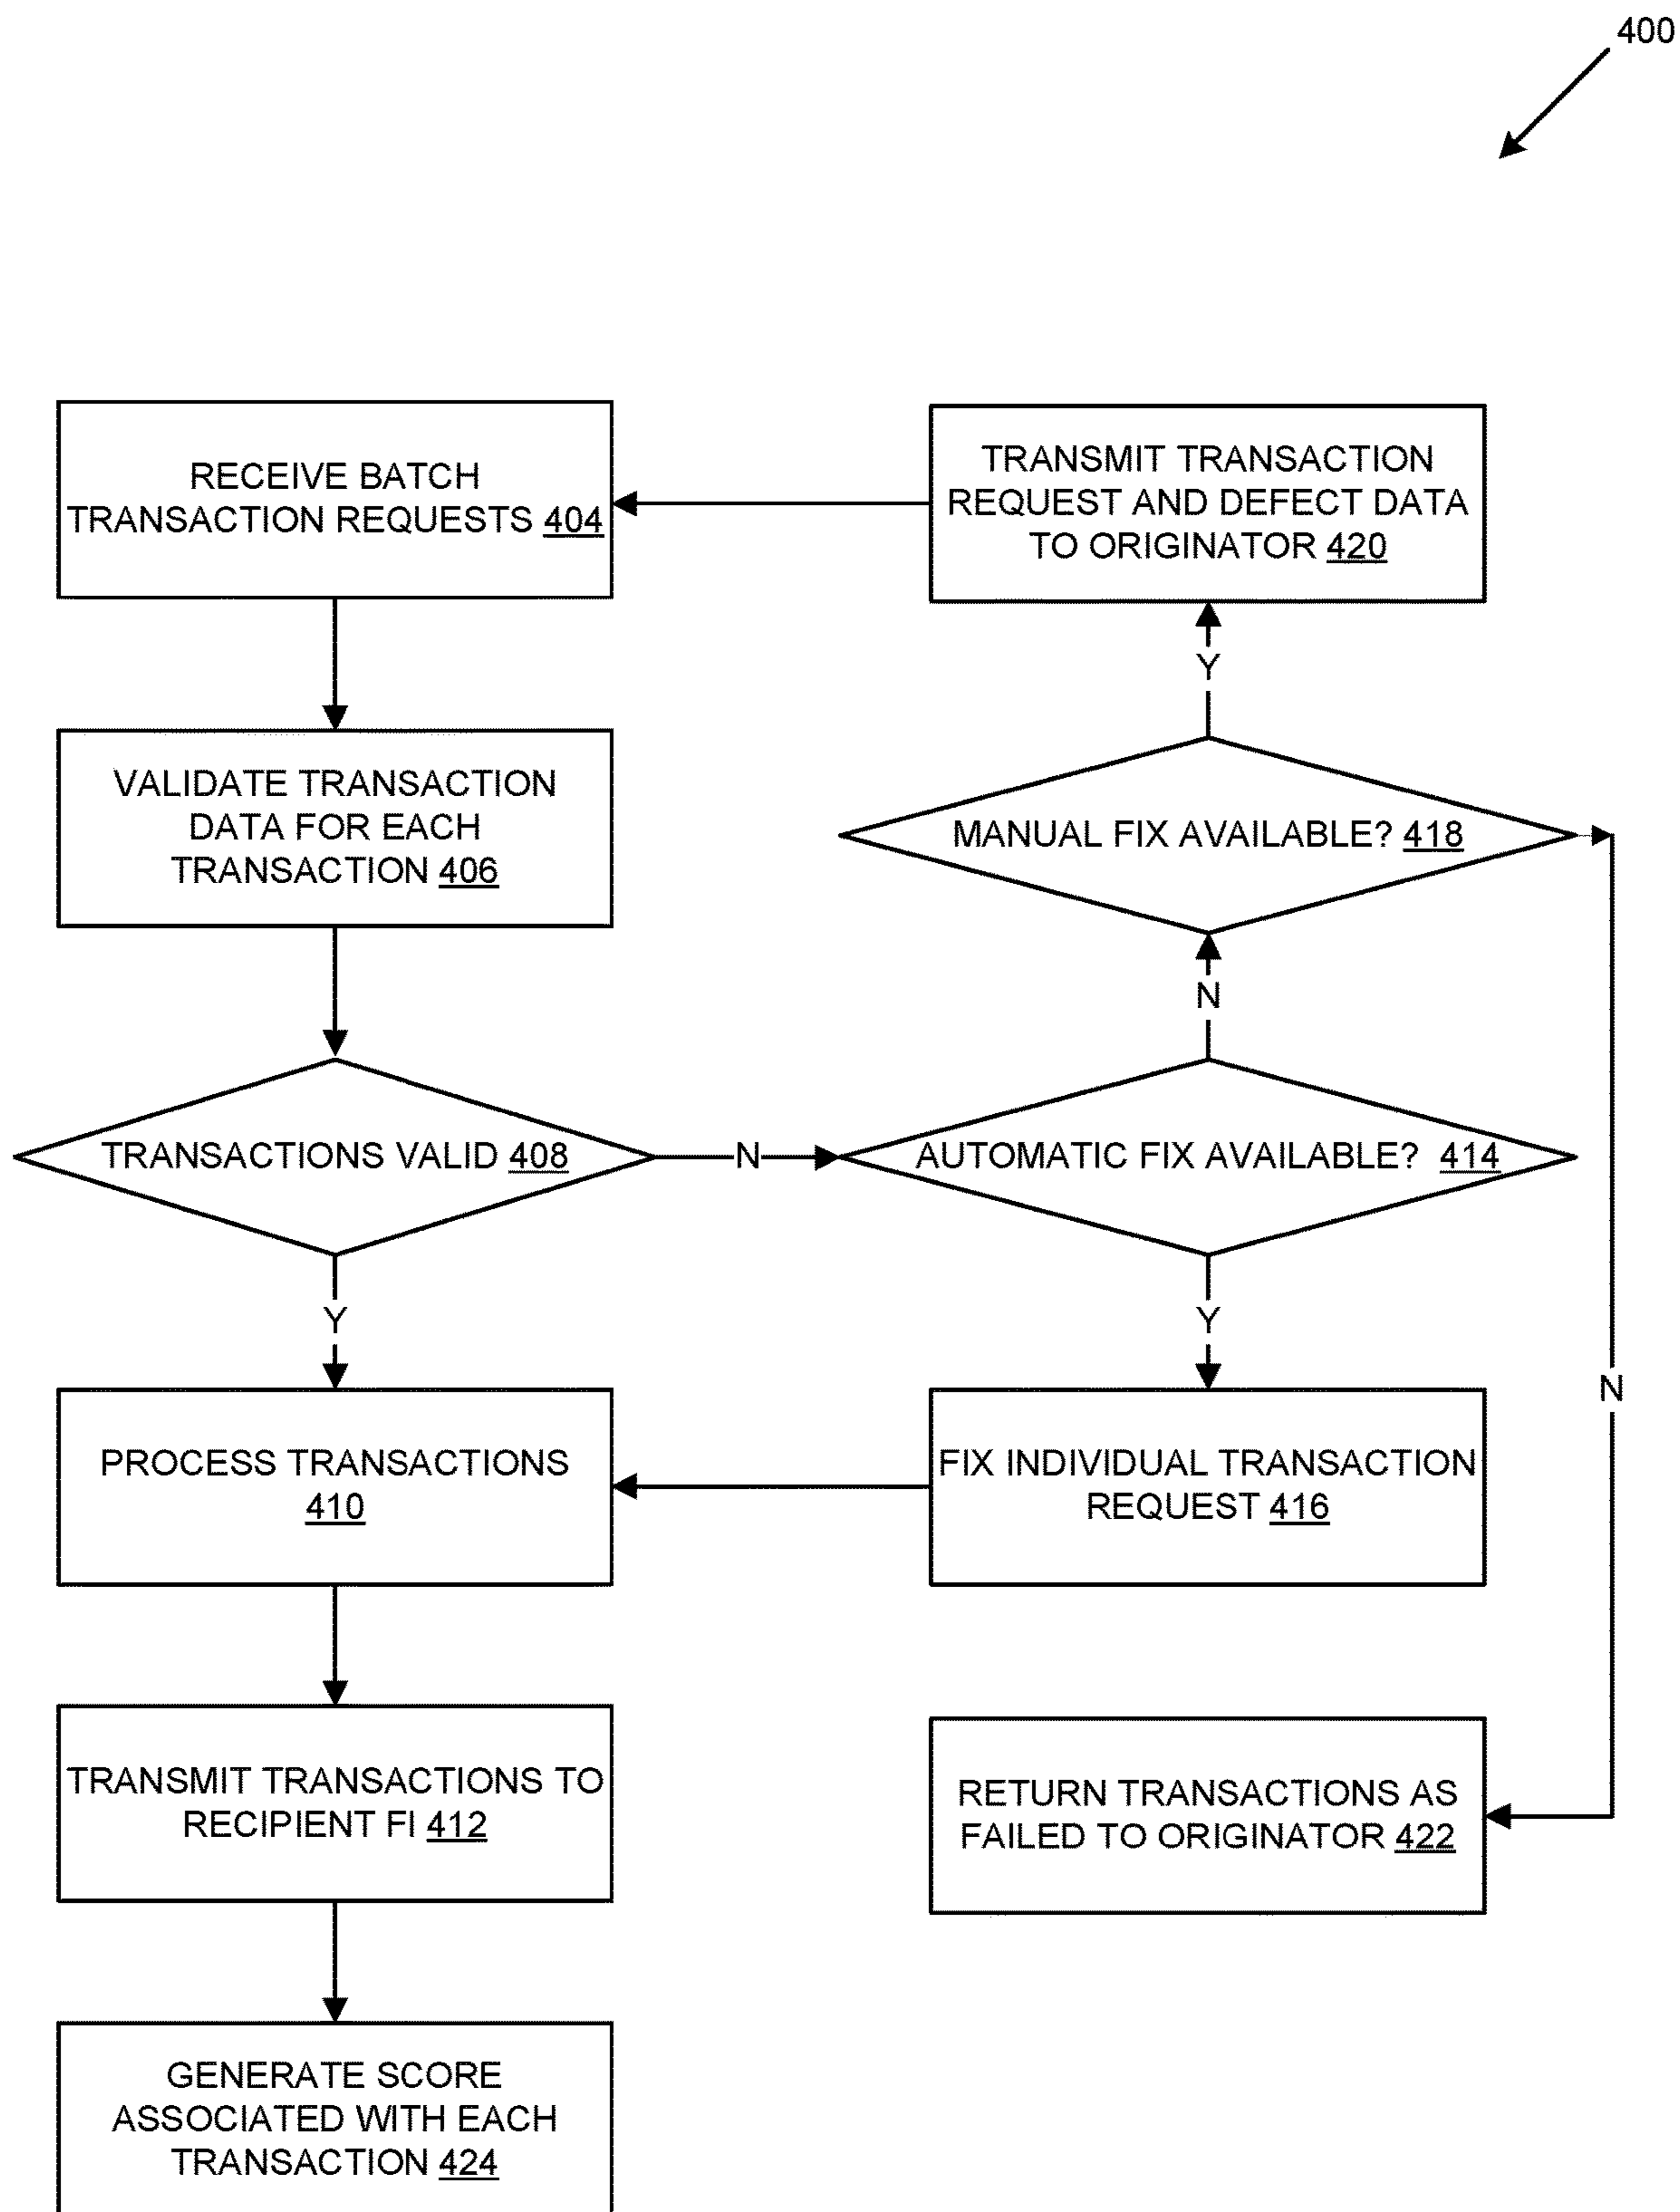 400
RECEIVE BATCH
TRANSACTION REQUESTS 404
TRANSMIT TRANSACTION
REQUEST AND DEFECT DATA
TO ORIGINATOR 420
Y
VALIDATE TRANSACTION
DATA FOR EACH
TRANSACTION 406
MANUAL FIX AVAILABLE? 418
N
TRANSACTIONS VALID 408
N
AUTOMATIC FIX AVAILABLE? 414
Y
Y
N
PROCESS TRANSACTIONS
410
FIX INDIVIDUAL TRANSACTION
REQUEST 416
TRANSMIT TRANSACTIONS TO
RECIPIENT FI 412
RETURN TRANSACTIONS AS
FAILED TO ORIGINATOR 422
GENERATE SCORE
ASSOCIATED WITH EACH
TRANSACTION 424